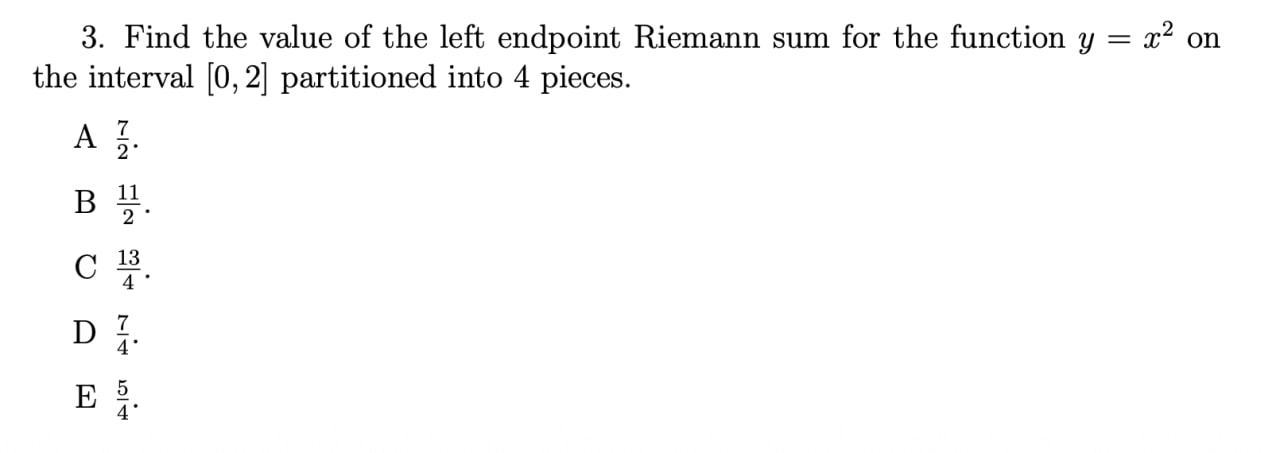 3. Find the value of the left endpoint Riemann sum for the function y = x² on
the interval [0, 2] partitioned into 4 pieces.
A 7/2.
B 11/2.
C 13/4.
D 7/4.
E 5/4.